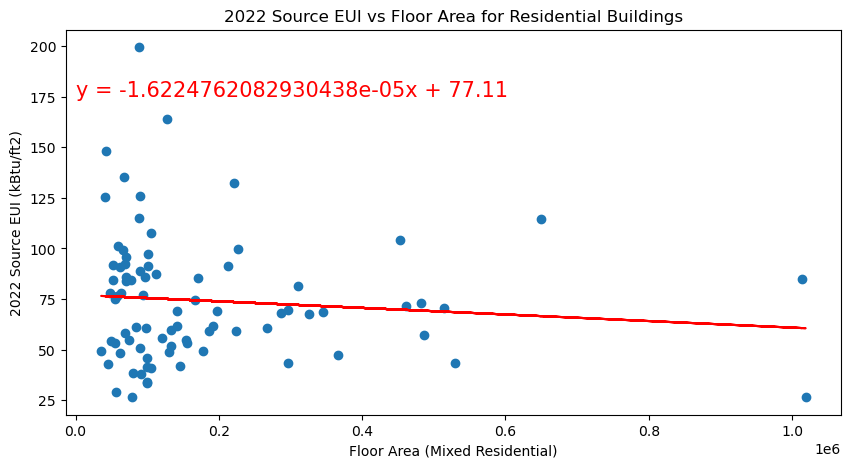 2022 Source EUI vs Floor Area for Residential Buildings
200
y = -1.6224762082930438e-05x + 77.11
175
150
125
100
75
50
25
2022 Source EUI (kBtu/ft2)
0.0 0.2 0.4 0.6 0.8 1.0
1e6
Floor Area (Mixed Residential)